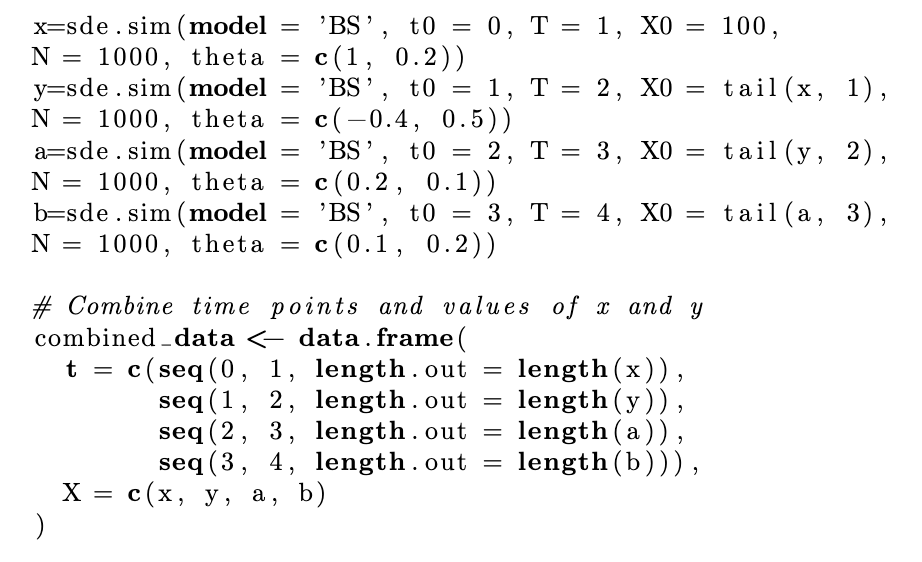 x=sde.sim(model = 'BS', t0 = 0, T = 1, X0 = 100,
N = 1000, theta = c(1, 0.2))
y=sde.sim(model = 'BS', t0 = 1, T = 2, X0 = tail(x, 1),
N = 1000, theta = c(−0.4, 0.5))
a=sde.sim(model = 'BS', t0 = 2, T = 3, X0 = tail(y, 2),
N = 1000, theta = c(0.2, 0.1))
b=sde.sim(model = 'BS', t0 = 3, T = 4, X0 = tail(a, 3),
N = 1000, theta = c(0.1, 0.2))
# Combine time points and values of x and y
combined_data <− data.frame(
t = c(seq(0, 1, length.out = length(x)),
seq(1, 2, length.out = length(y)),
seq(2, 3, length.out = length(a)),
seq(3, 4, length.out = length(b))),
X = c(x, y, a, b)
)